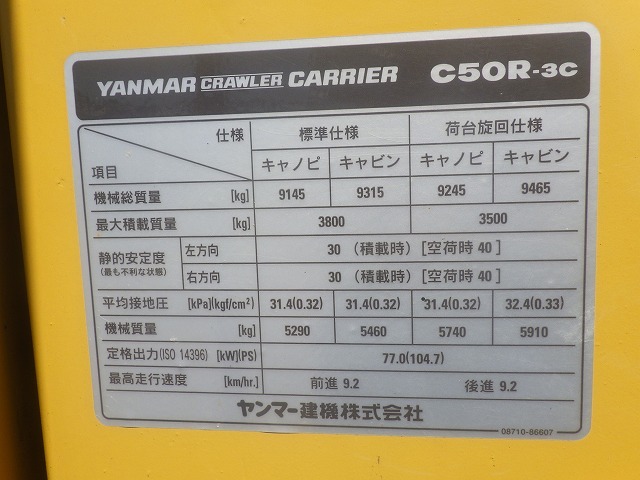 YANMAR CRAWLER CARRIER C50R-3C
仕様 標準仕様 荷台旋回仕様
項目 キャノピ キャビン キャノピ キャビン
機械総質量 [kg] 9145 9315 9245 9465
最大積載質量 [kg] 3800 3500
静的安定度 (最も不利な状態) 左方向 30 (積載時) [空荷時40]
右方向 30 (積載時) [空荷時40]
平均接地圧 [kPa](kgf/cm²) 31.4(0.32) 31.4(0.32) 31.4(0.32) 32.4(0.33)
機械質量 [kg] 5290 5460 5740 5910
定格出力(ISO 14396) [kW](PS) 77.0(104.7)
最高走行速度 [km/hr.] 前進 9.2 後進 9.2
ヤンマー建機株式会社
08710-86607